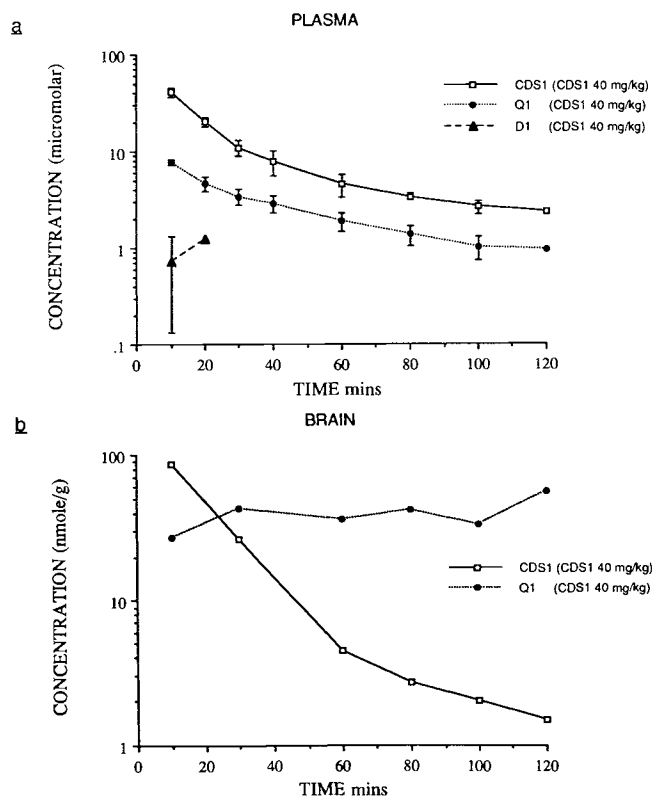 a
PLASMA
CONCENTRATION (micromolar)
100
10
1
.1
0 20 40 60 80 100 120
TIME mins
CDS1 (CDS1 40 mg/kg)
Q1 (CDS1 40 mg/kg)
D1 (CDS1 40 mg/kg)
b
BRAIN
CONCENTRATION (nmole/g)
100
10
1
0 20 40 60 80 100 120
TIME mins
CDS1 (CDS1 40 mg/kg)
Q1 (CDS1 40 mg/kg)